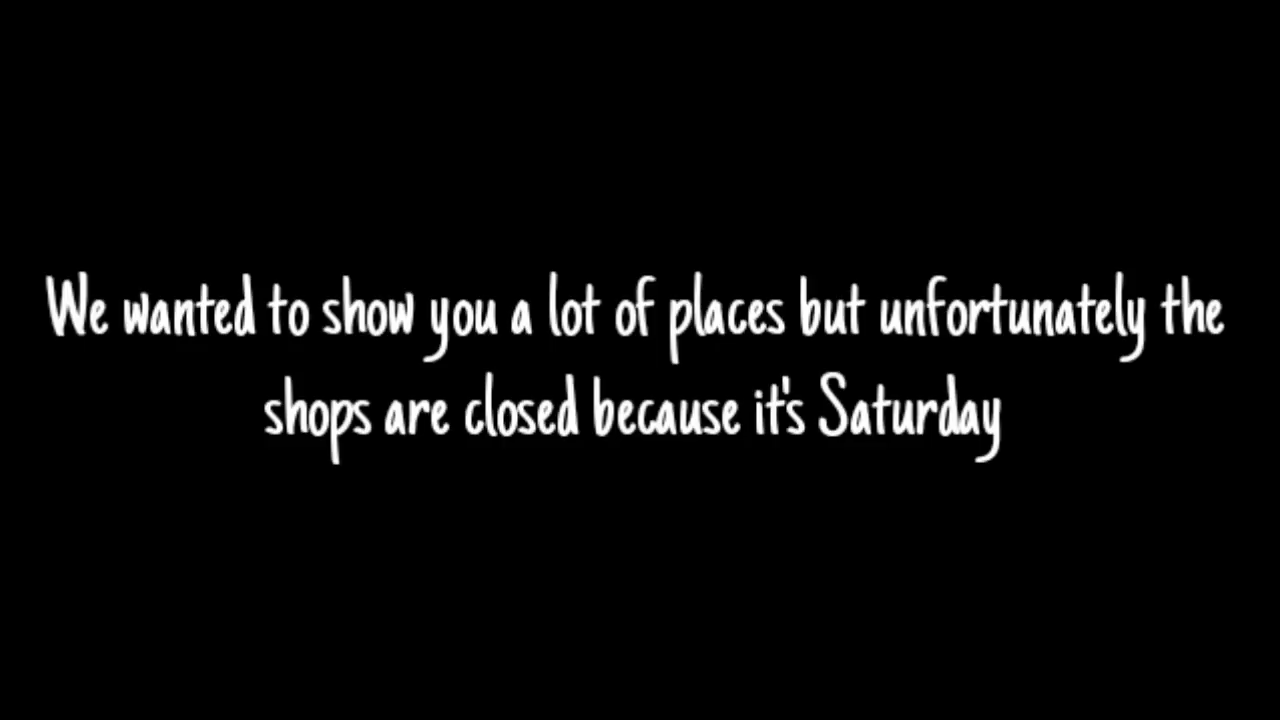 We wanted to show you a lot of places but unfortunately the
shops are closed because it's Saturday